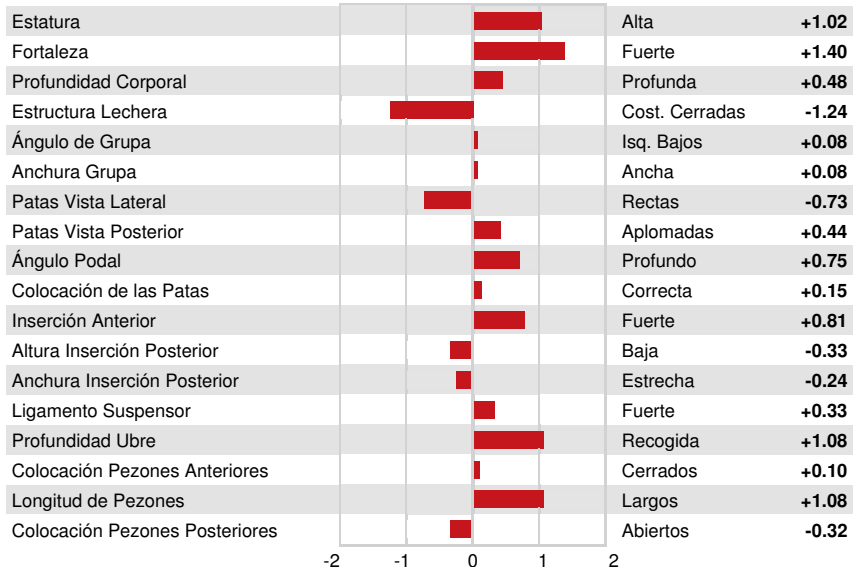 Estatura Alta +1.02
Fortaleza Fuerte +1.40
Profundidad Corporal Profunda +0.48
Estructura Lechera Cost. Cerradas -1.24
Ángulo de Grupa Isq. Bajos +0.08
Anchura Grupa Ancha +0.08
Patas Vista Lateral Rectas -0.73
Patas Vista Posterior Aplomadas +0.44
Ángulo Podal Profundo +0.75
Colocación de las Patas Correcta +0.15
Inserción Anterior Fuerte +0.81
Altura Inserción Posterior Baja -0.33
Anchura Inserción Posterior Estrecha -0.24
Ligamento Suspensor Fuerte +0.33
Profundidad Ubre Recogida +1.08
Colocación Pezones Anteriores Cerrados +0.10
Longitud de Pezones Largos +1.08
Colocación Pezones Posteriores Abiertos -0.32
-2 -1 0 1 2